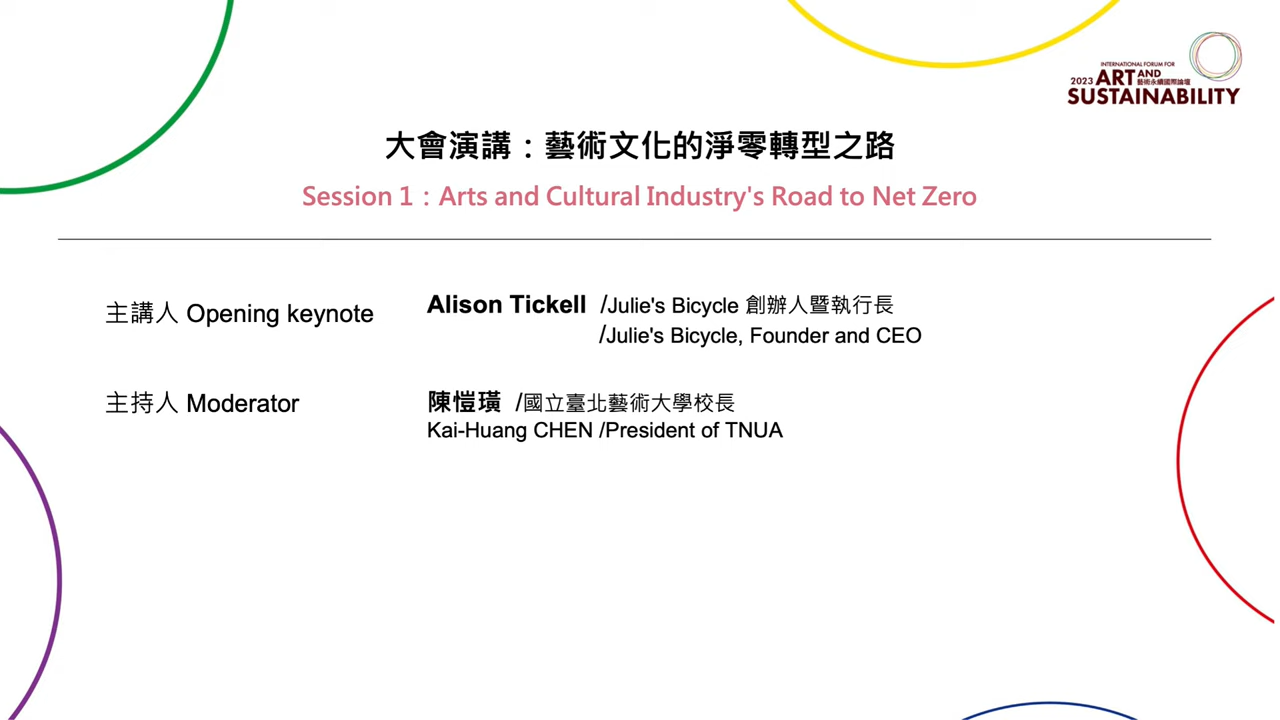 INTERNATIONAL FORUM FOR
2023 ART AND
藝術永續國際論壇
SUSTAINABILITY
大會演講：藝術文化的淨零轉型之路
Session 1：Arts and Cultural Industry's Road to Net Zero
主講人 Opening keynote
Alison Tickell /Julie's Bicycle 創辦人暨執行長
/Julie's Bicycle, Founder and CEO
主持人 Moderator
陳愷璜 /國立臺北藝術大學校長
Kai-Huang CHEN /President of TNUA